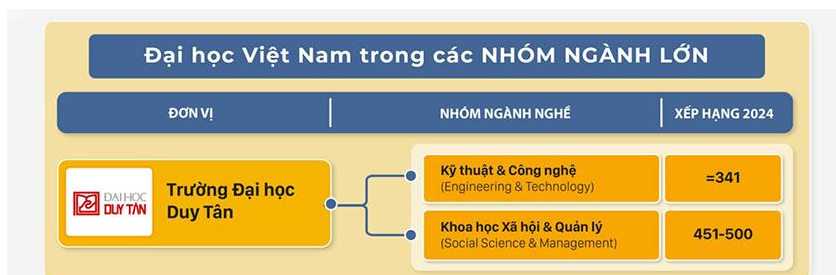 Đại học Việt Nam trong các NHÓM NGÀNH LỚN
ĐƠN VỊ
NHÓM NGÀNH NGHỀ
XẾP HẠNG 2024
ĐẠI HỌC
DUY TÂN
Trường Đại học
Duy Tân
Kỹ thuật & Công nghệ
(Engineering & Technology)
=341
Khoa học Xã hội & Quản lý
(Social Science & Management)
451-500